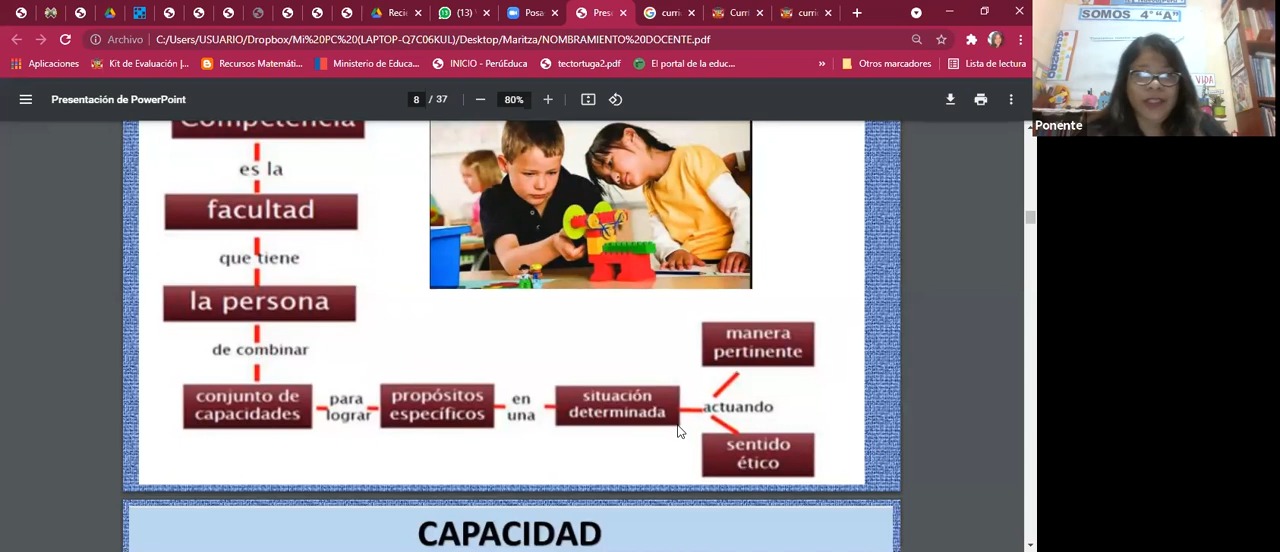 Reci
(13)
Posa
Pres
curri
Curri
curri
Archivo
C:/Users/USUARIO/Dropbox/Mi%20PC%20(LAPTOP-Q7C06KUL)/Desktop/Maritza/NOMBRAMIENTO%20DOCENTE.pdf
Aplicaciones
Kit de Evaluación |...
Recursos Matemáti...
Ministerio de Educa...
INICIO - PerúEduca
tectortuga2.pdf
El portal de la educ...
»
Otros marcadores
Lista de lectura
Presentación de PowerPoint
8 / 37
80%
Competencia
es la
facultad
que tiene
la persona
de combinar
conjunto de
capacidades
para
lograr
propósitos
específicos
en
una
situación
determinada
actuando
manera
pertinente
sentido
ético
CAPACIDAD
SOMOS 4° "A"
VIDA
Ponente